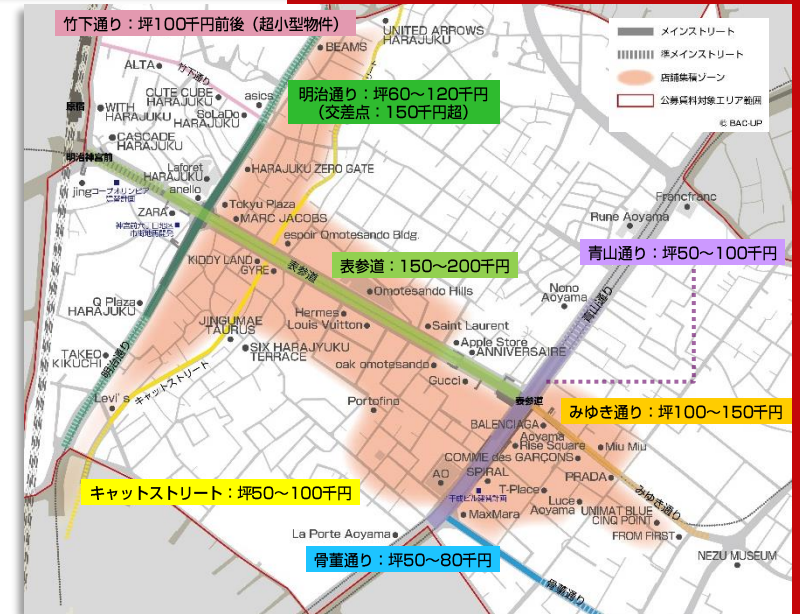 竹下通り：坪100千円前後（超小型物件）
UNITED ARROWS
HARAJUKU
メインストリート
準メインストリート
店舗集積ゾーン
公募賃料対象エリア範囲
© BAC-UP
BEAMS
ALTA
竹下通り
明治通り：坪60～120千円
（交差点：150千円超）
CUTE CUBE
HARAJUKU
asics
原宿
WITH
HARAJUKU
SoLaDo
HARAJUKU
CASCADE
HARAJUKU
明治神宮前
Laforet
HARAJUKU
HARAJUKU ZERO GATE
jing
コープオリンピア
anello
ZARA
Tokyu Plaza
MARC JACOBS
Francfranc
Rune Aoyama
espoir Omotesando Bldg.
青山通り：坪50～100千円
KIDDY LAND
GYRE
表参道
表参道：150～200千円
Omotesando Hills
Neno
Aoyama
青山通り
Q Plaza
HARAJUKU
Hermes
Louis Vuitton
JINGUMAE
TAURUS
Saint Laurent
Apple Store
ANNIVERSAIRE
SIX HARAJYUKU
TERRACE
TAKEO
KIKUCHI
明治通り
oak omotesando
キャットストリート
Gucci
Levi's
Portofino
表参道
みゆき通り：坪100～150千円
BALENCIAGA
Aoyama
Rise Square
Miu Miu
COMME des GARÇONS
AO
SPIRAL
PRADA
キャットストリート：坪50～100千円
T-Place
みゆき通り
Luce
Aoyama
UNIMAT BLUE
CINQ POINT
MaxMara
La Porte Aoyama
FROM FIRST
NEZU MUSEUM
骨董通り：坪50～80千円
骨董通り